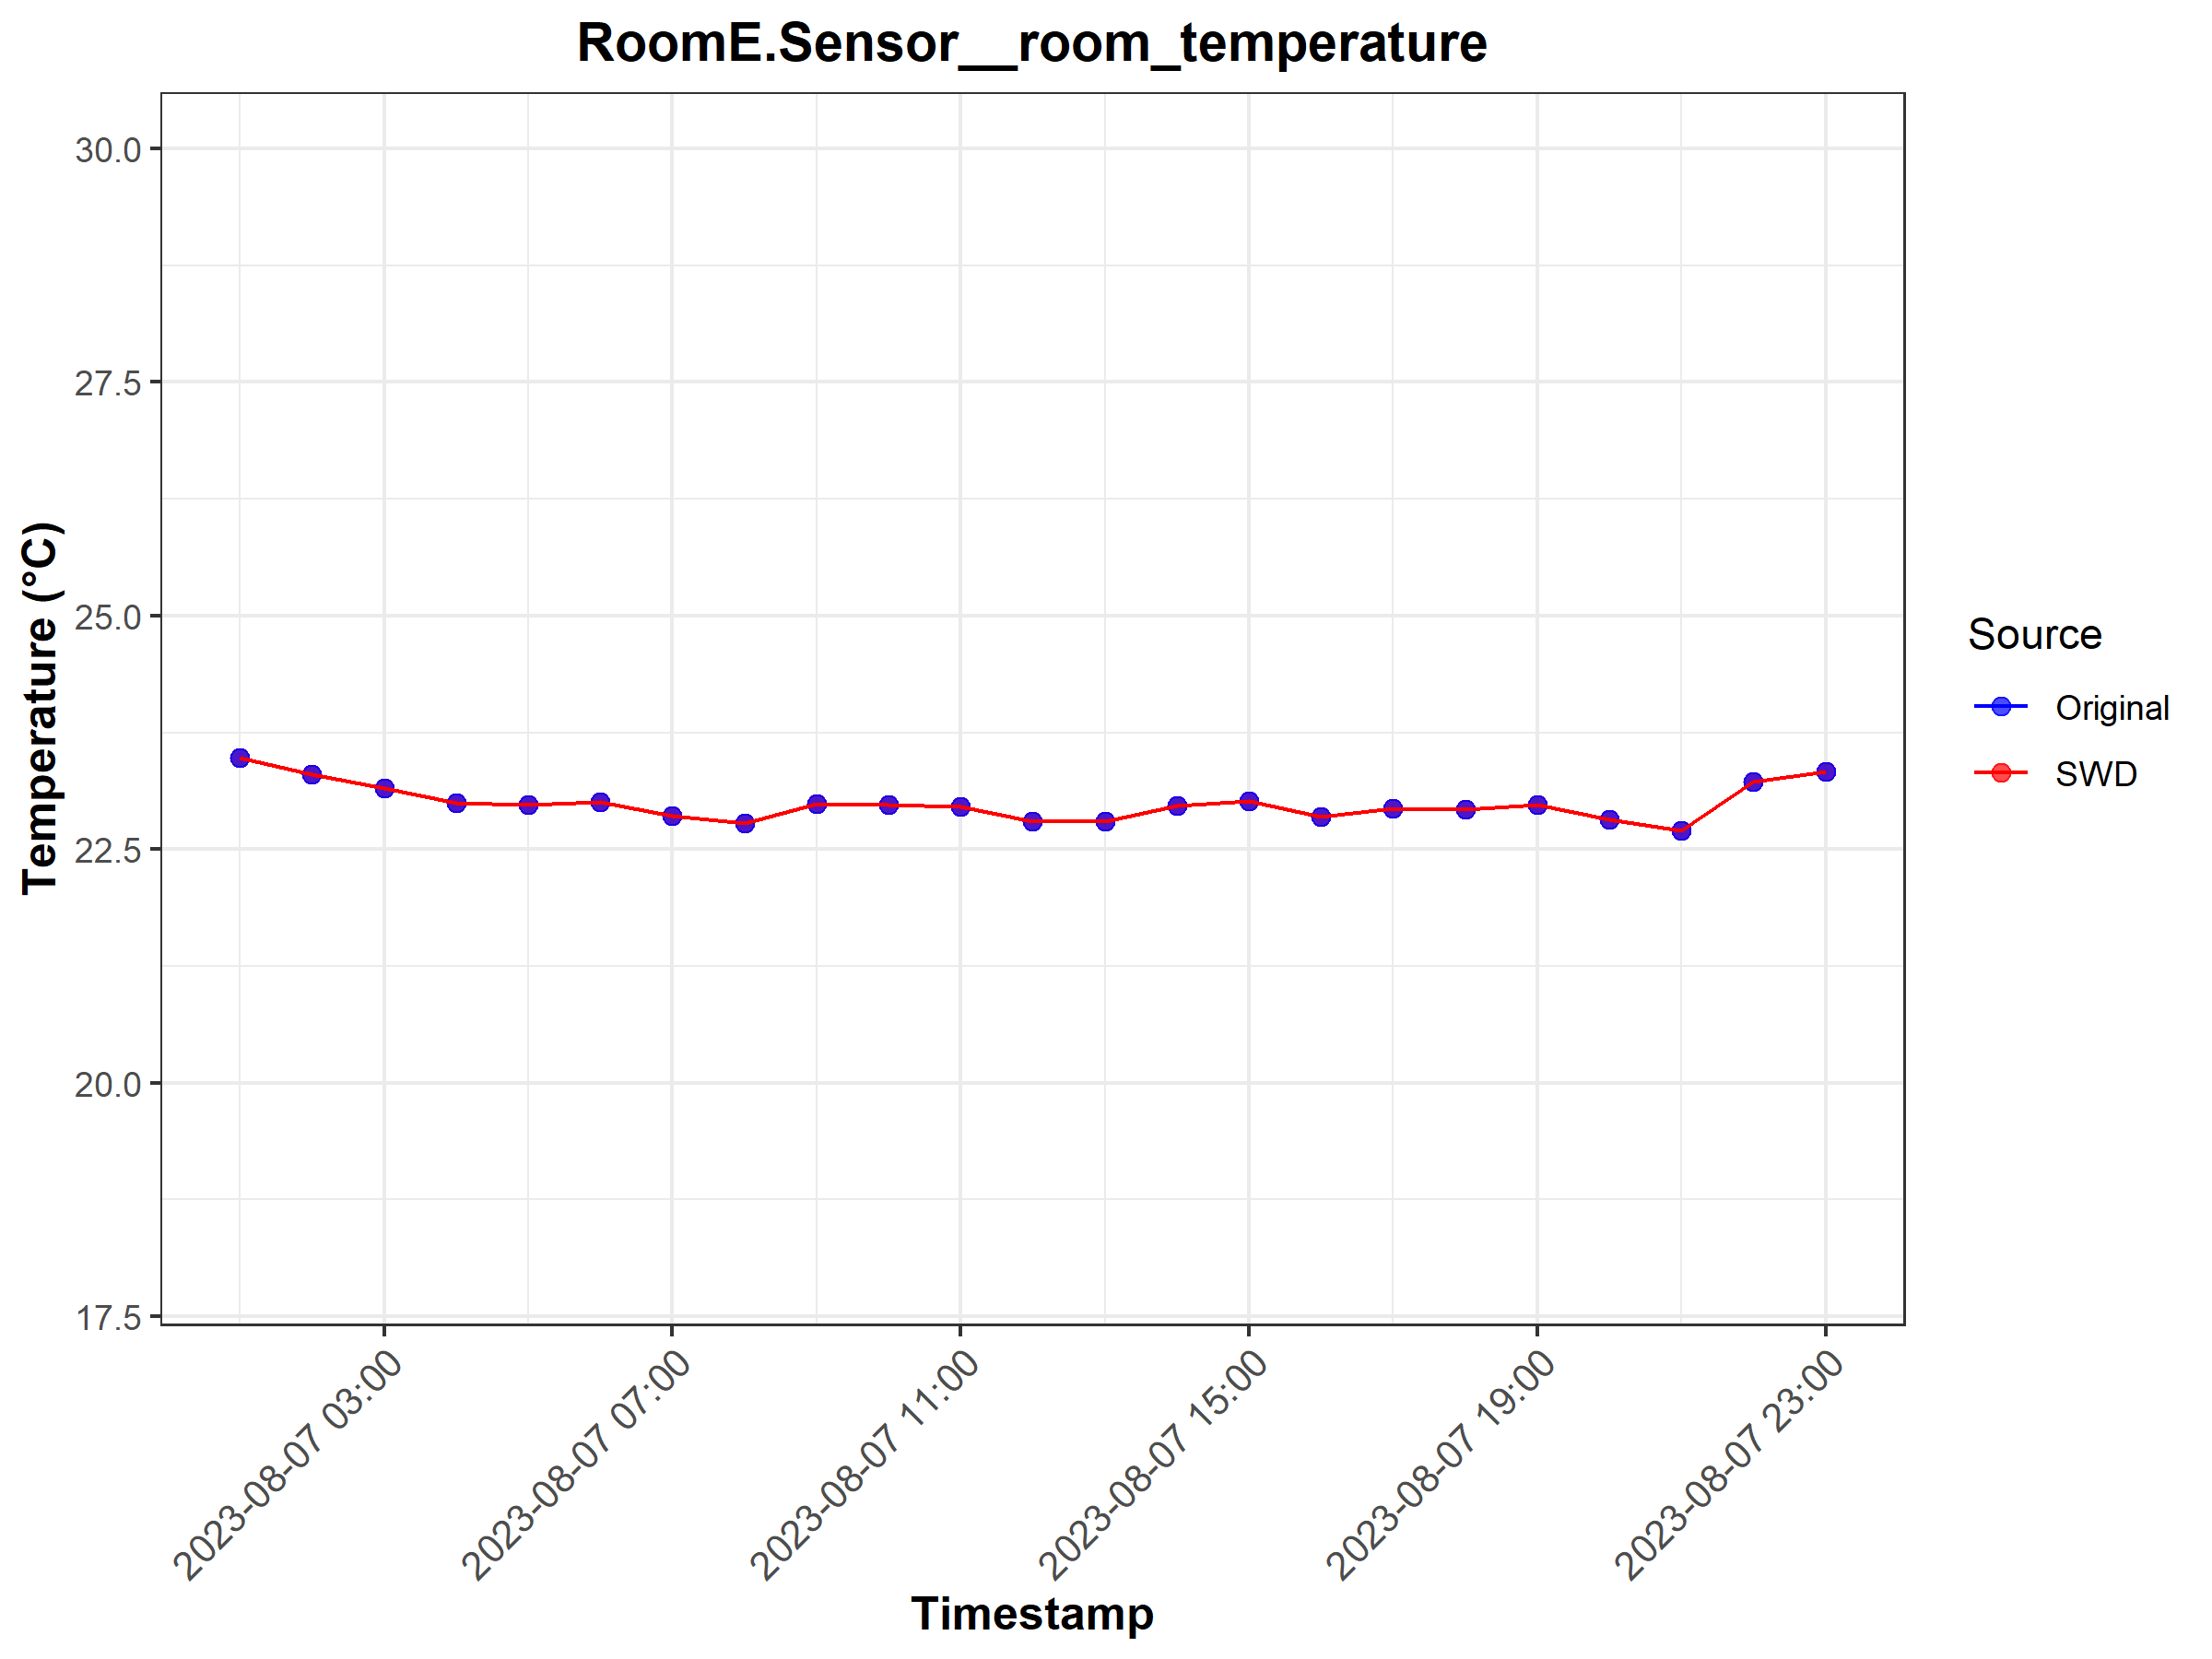 RoomE.Sensor__room_temperature
Temperature (°C)
30.0
27.5
25.0
22.5
20.0
17.5
2023-08-07 03:00
2023-08-07 07:00
2023-08-07 11:00
2023-08-07 15:00
2023-08-07 19:00
2023-08-07 23:00
Timestamp
Source
Original
SWD